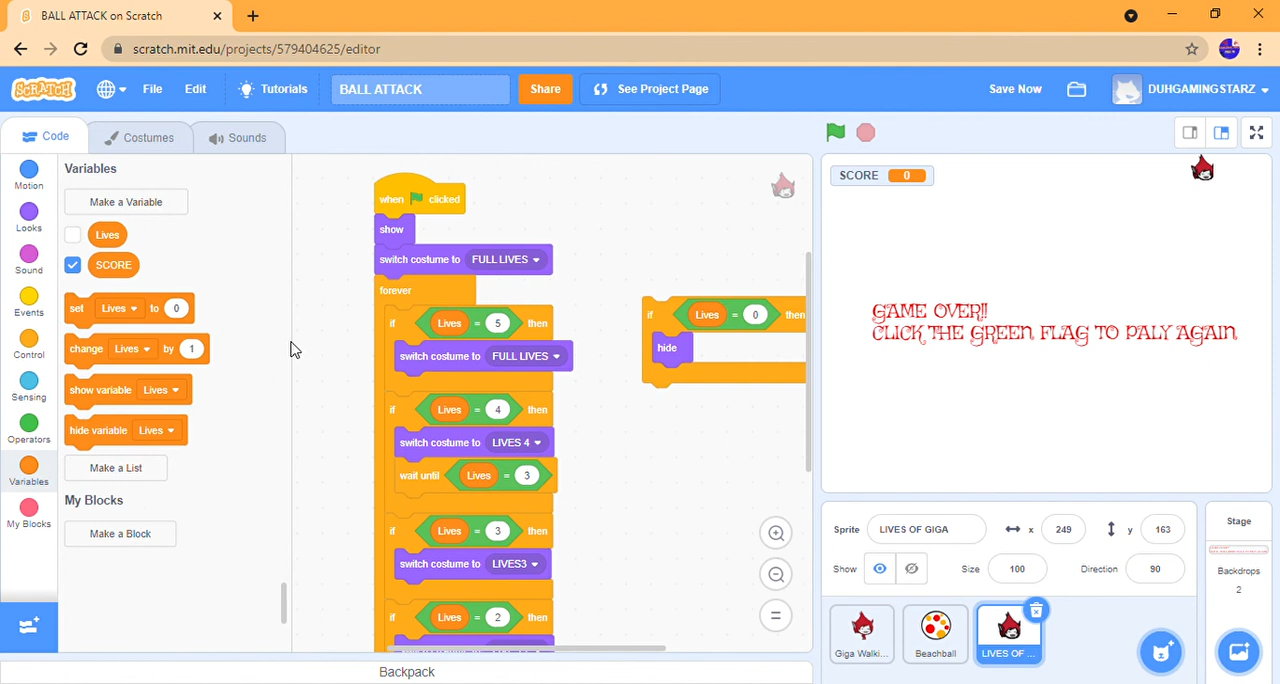 BALL ATTACK on Scratch
scratch.mit.edu/projects/579404625/editor
SCRATCH File Edit Tutorials BALL ATTACK Share See Project Page Save Now DUHGAMINGSTARZ
Code Costumes Sounds
Motion
Looks
Sound
Events
Control
Sensing
Operators
Variables
My Blocks
Variables
Make a Variable
Lives
SCORE
set Lives to 0
change Lives by 1
show variable Lives
hide variable Lives
Make a List
My Blocks
Make a Block
when clicked
show
switch costume to FULL LIVES
forever
if Lives = 5 then
switch costume to FULL LIVES
if Lives = 4 then
switch costume to LIVES 4
wait until Lives = 3
if Lives = 3 then
switch costume to LIVES3
if Lives = 2 then
if Lives = 0 then
hide
Backpack
SCORE 0
GAME OVER!!
CLICK THE GREEN FLAG TO PALY AGAIN
Sprite LIVES OF GIGA x 249 y 163
Show Size 100 Direction 90
Giga Walki... Beachball LIVES OF ...
Stage
Backdrops
2